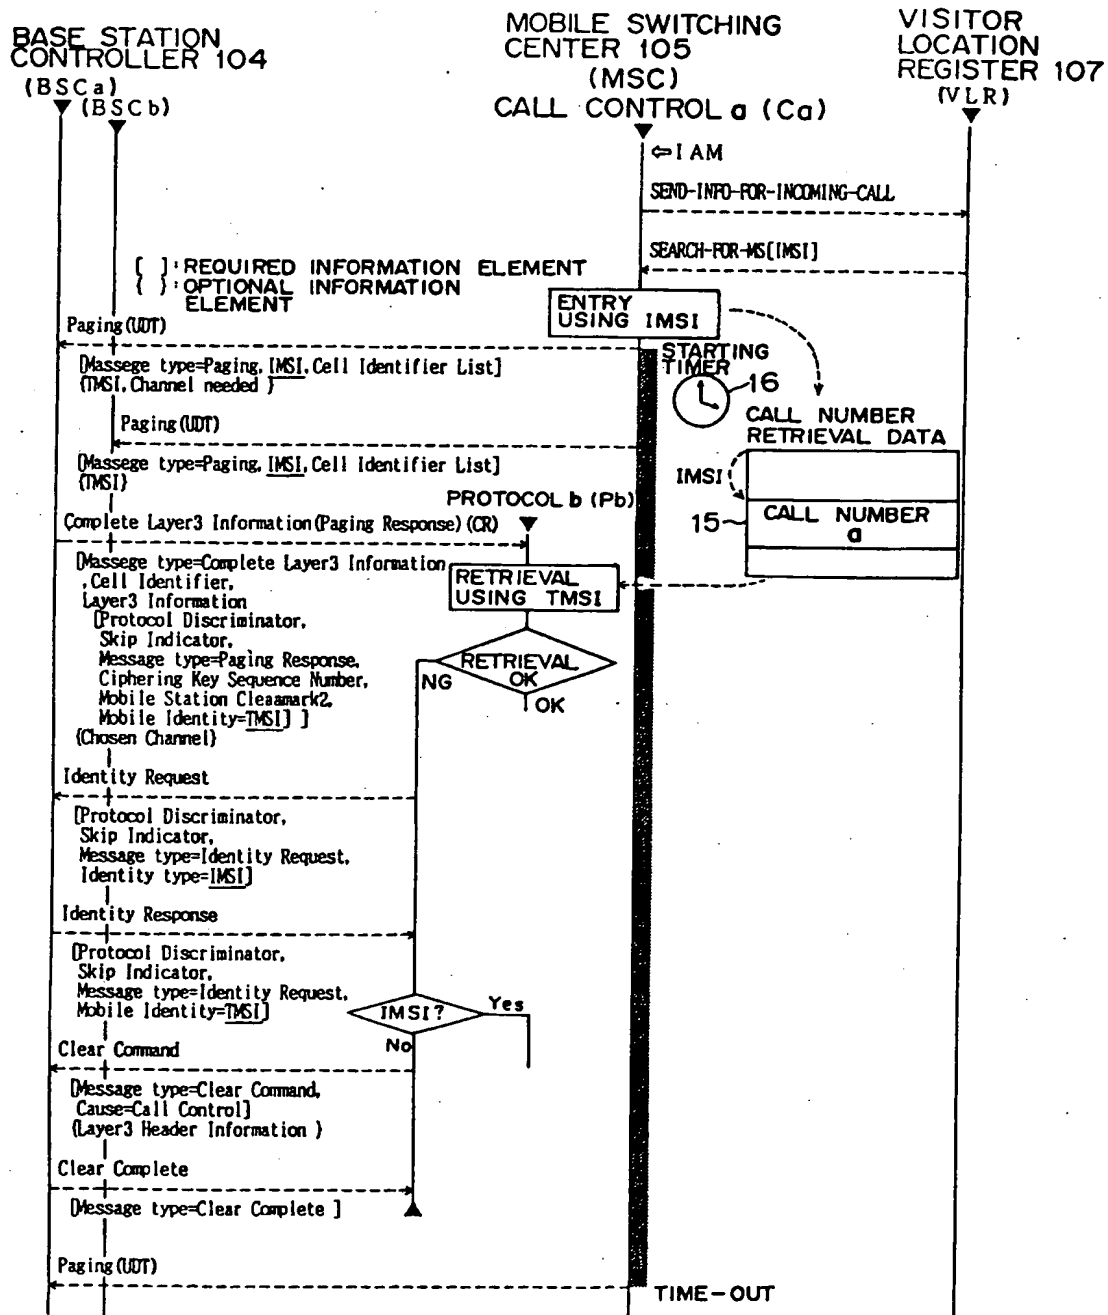 BASE STATION
CONTROLLER 104
(BSCa)
(BSCb)
MOBILE SWITCHING
CENTER 105
(MSC)
CALL CONTROL a (Ca)
VISITOR
LOCATION
REGISTER 107
(VLR)
⇦IAM
SEND-INFO-FOR-INCOMING-CALL
SEARCH-FOR-MS[IMSI]
[ ]:REQUIRED INFORMATION ELEMENT
{ }:OPTIONAL INFORMATION
ELEMENT
ENTRY
USING IMSI
Paging(UDT)
[Massege type=Paging, IMSI, Cell Identifier List]
{TMSI, Channel needed }
STARTING
TIMER
16
CALL NUMBER
RETRIEVAL DATA
Paging(UDT)
[Massege type=Paging, IMSI, Cell Identifier List]
{TMSI}
IMSI
15
CALL NUMBER
a
PROTOCOL b (Pb)
Complete Layer3 Information(Paging Response)(CR)
[Massege type=Complete Layer3 Information
,Cell Identifier,
Layer3 Information
[Protocol Discriminator,
Skip Indicator,
Message type=Paging Response,
Ciphering Key Sequence Number,
Mobile Station Cleaamark2,
Mobile Identity=TMSI] ]
{Chosen Channel}
RETRIEVAL
USING TMSI
RETRIEVAL
OK
NG
OK
Identity Request
[Protocol Discriminator,
Skip Indicator,
Message type=Identity Request,
Identity type=IMSI]
Identity Response
[Protocol Discriminator,
Skip Indicator,
Message type=Identity Request,
Mobile Identity=TMSI]
IMSI?
Yes
No
Clear Command
[Message type=Clear Command,
Cause=Call Control]
{Layer3 Header Information }
Clear Complete
[Message type=Clear Complete ]
Paging(UDT)
TIME-OUT